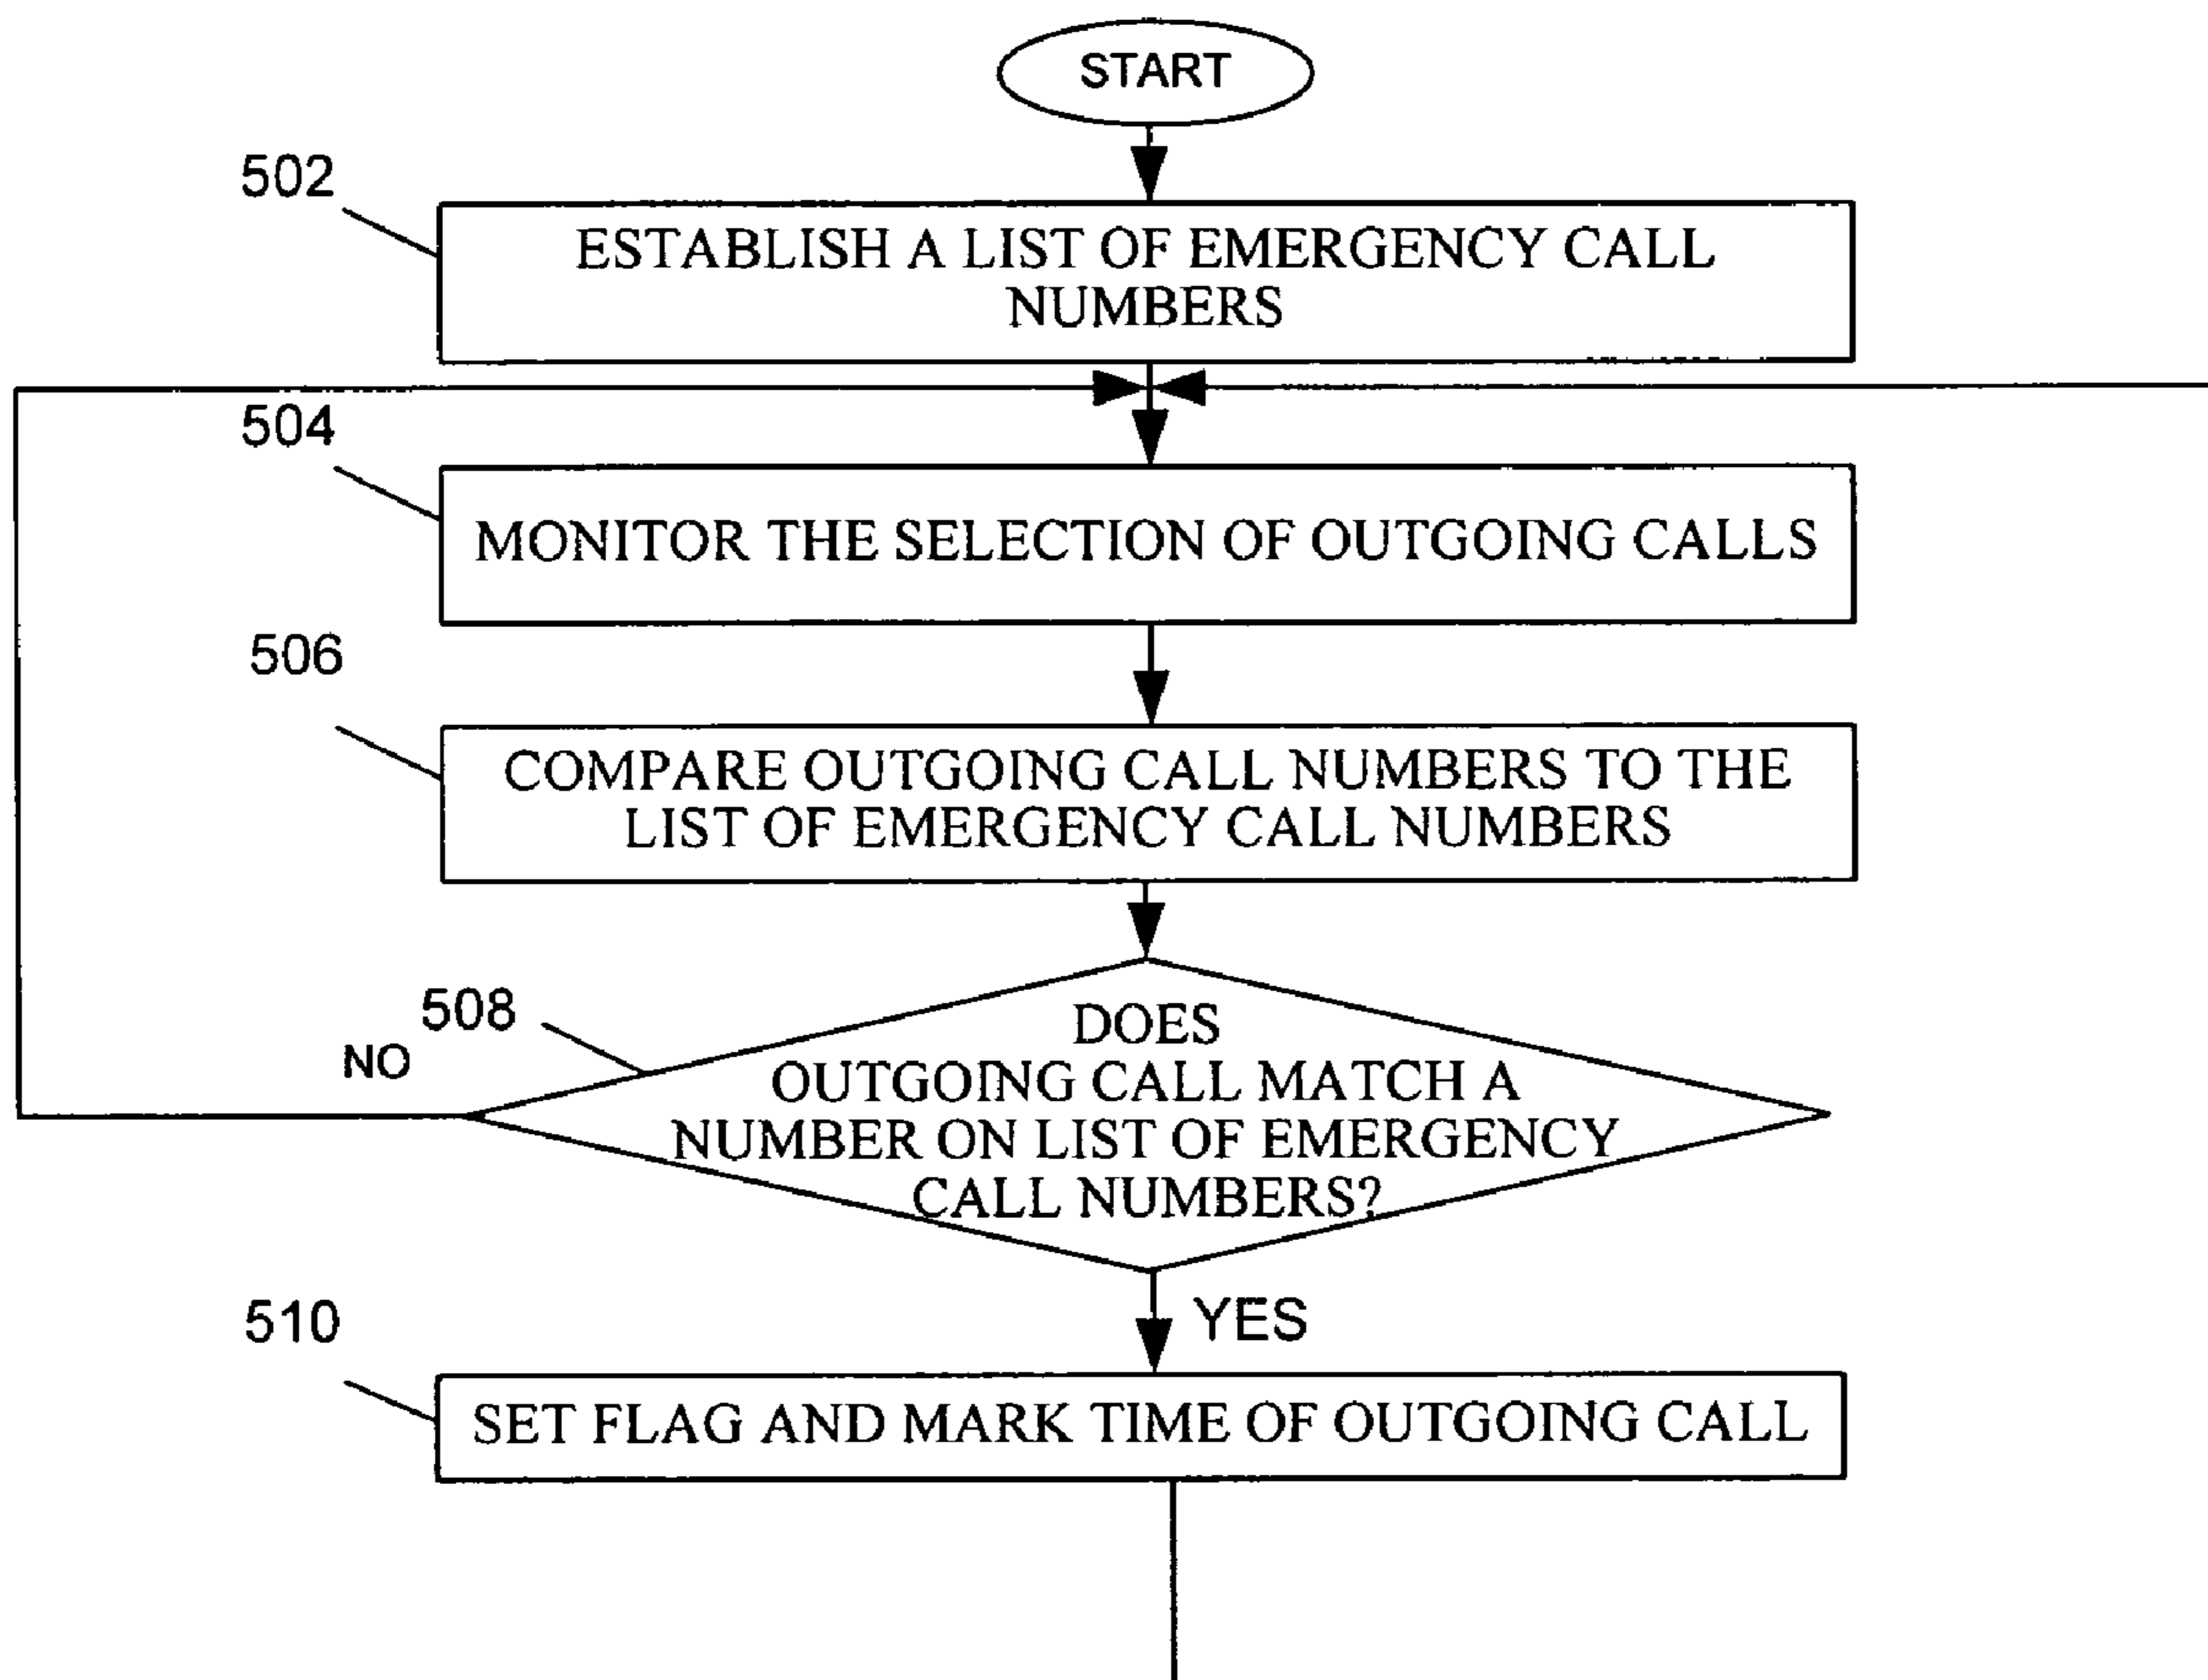 START
502
ESTABLISH A LIST OF EMERGENCY CALL
NUMBERS
504
MONITOR THE SELECTION OF OUTGOING CALLS
506
COMPARE OUTGOING CALL NUMBERS TO THE
LIST OF EMERGENCY CALL NUMBERS
508
NO
DOES
OUTGOING CALL MATCH A
NUMBER ON LIST OF EMERGENCY
CALL NUMBERS?
YES
510
SET FLAG AND MARK TIME OF OUTGOING CALL